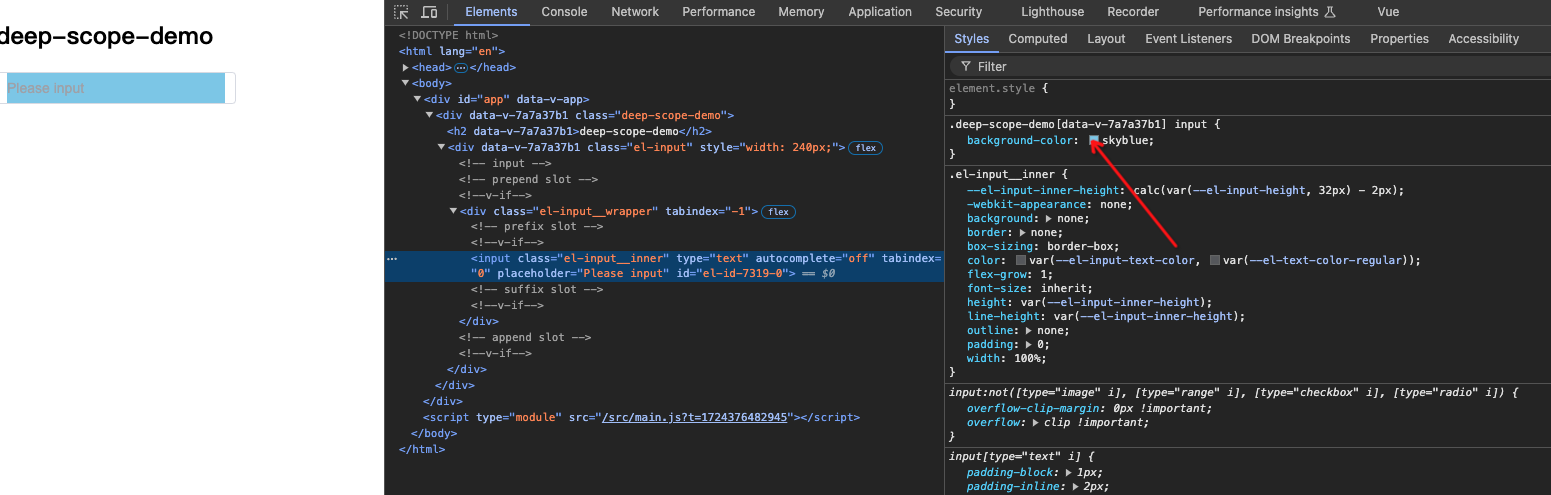 deep-scope-demo
Please input
Elements Console Network Performance Memory Application Security Lighthouse Recorder Performance insights Vue
<!DOCTYPE html>
<html lang="en">
<head>⋯</head>
<body>
<div id="app" data-v-app>
<div data-v-7a7a37b1 class="deep-scope-demo">
<h2 data-v-7a7a37b1>deep-scope-demo</h2>
<div data-v-7a7a37b1 class="el-input" style="width: 240px;"> flex
<!-- input -->
<!-- prepend slot -->
<!--v-if-->
<div class="el-input__wrapper" tabindex="-1"> flex
<!-- prefix slot -->
<!--v-if-->
⋯ <input class="el-input__inner" type="text" autocomplete="off" tabindex=
"0" placeholder="Please input" id="el-id-7319-0"> == $0
<!-- suffix slot -->
<!--v-if-->
</div>
<!-- append slot -->
<!--v-if-->
</div>
</div>
</div>
<script type="module" src="/src/main.js?t=1724376482945"></script>
</body>
</html>
Styles Computed Layout Event Listeners DOM Breakpoints Properties Accessibility
Filter
element.style {
}
.deep-scope-demo[data-v-7a7a37b1] input {
background-color: skyblue;
}
.el-input__inner {
--el-input-inner-height: calc(var(--el-input-height, 32px) - 2px);
-webkit-appearance: none;
background: none;
border: none;
box-sizing: border-box;
color: var(--el-input-text-color, var(--el-text-color-regular));
flex-grow: 1;
font-size: inherit;
height: var(--el-input-inner-height);
line-height: var(--el-input-inner-height);
outline: none;
padding: 0;
width: 100%;
}
input:not([type="image" i], [type="range" i], [type="checkbox" i], [type="radio" i]) {
overflow-clip-margin: 0px !important;
overflow: clip !important;
}
input[type="text" i] {
padding-block: 1px;
padding-inline: 2px;